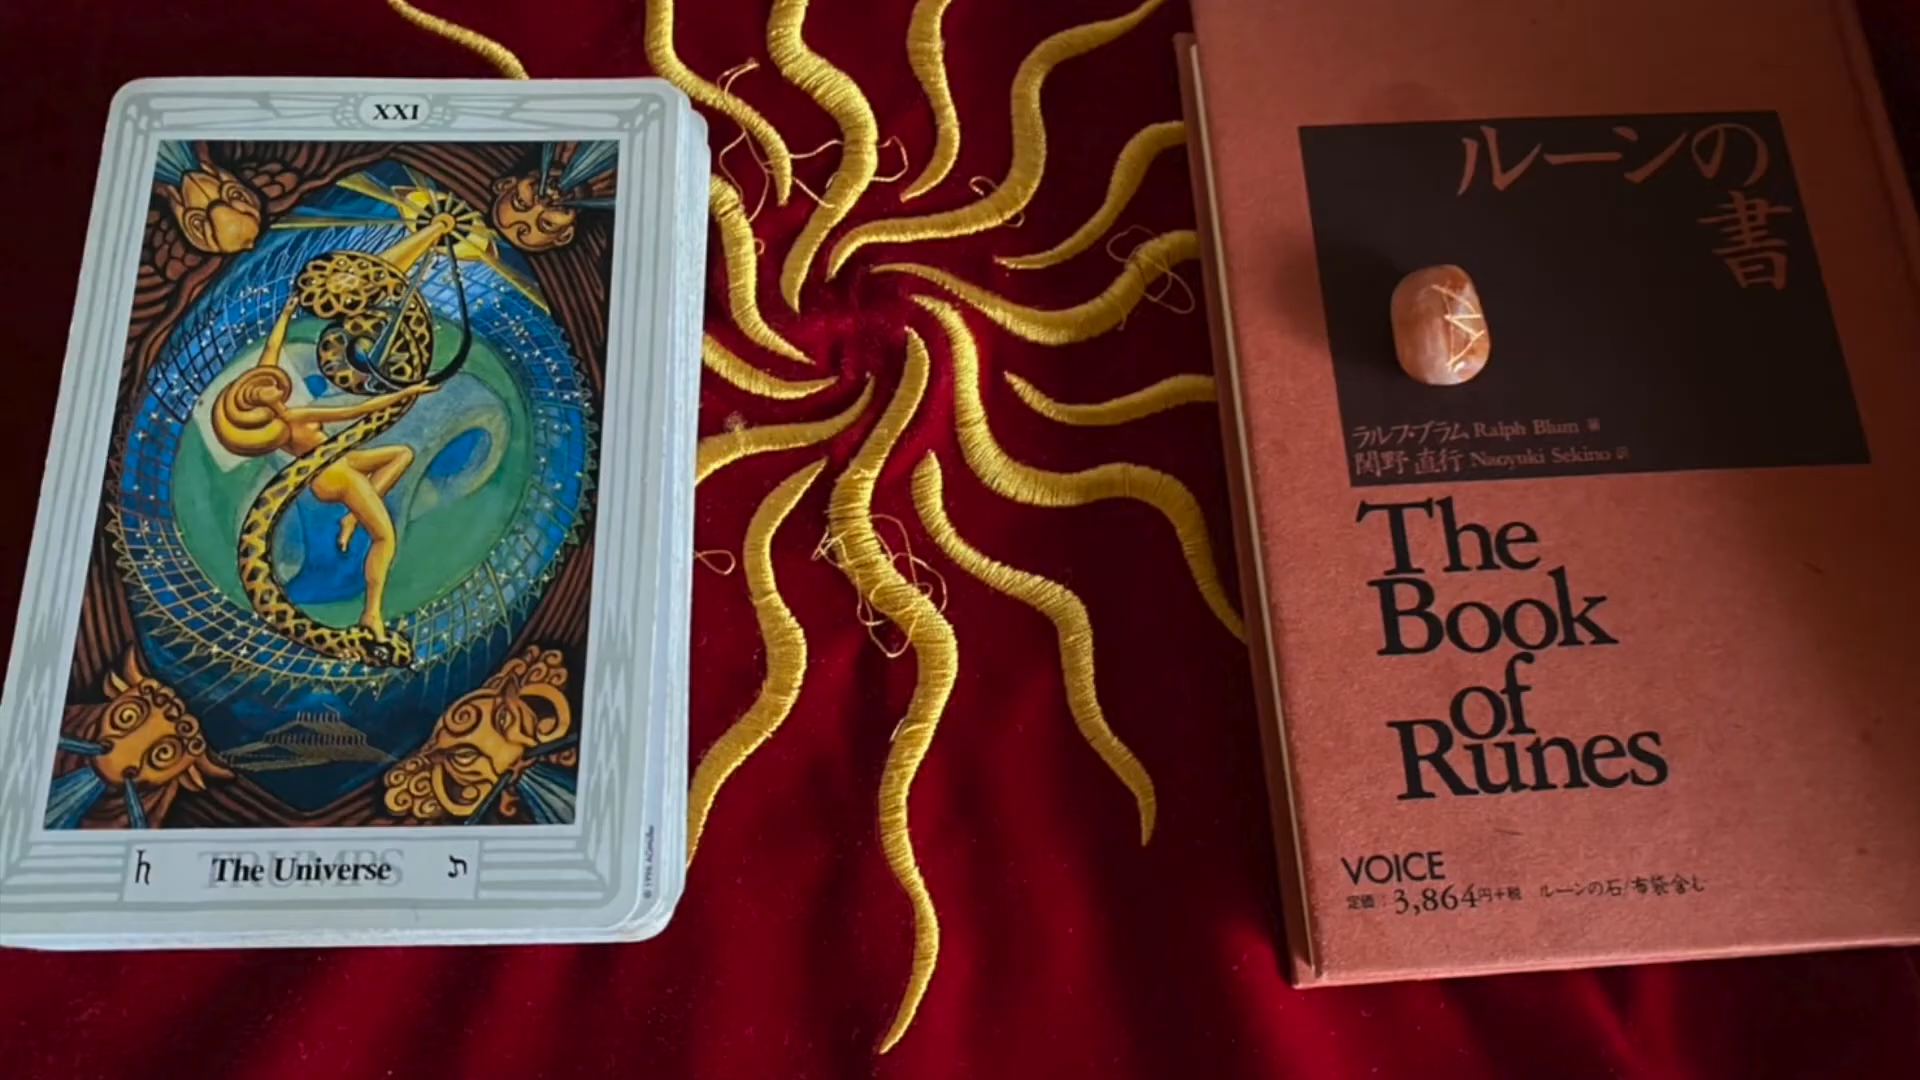 XXI
♄ The Universe ת
TRUMPS
ルーンの
書
ラルフ・ブラム Ralph Blum 著
関野 直行 Naoyuki Sekino 訳
The
Book
of
Runes
VOICE
定価：3,864円＋税 ルーンの石/布袋含む